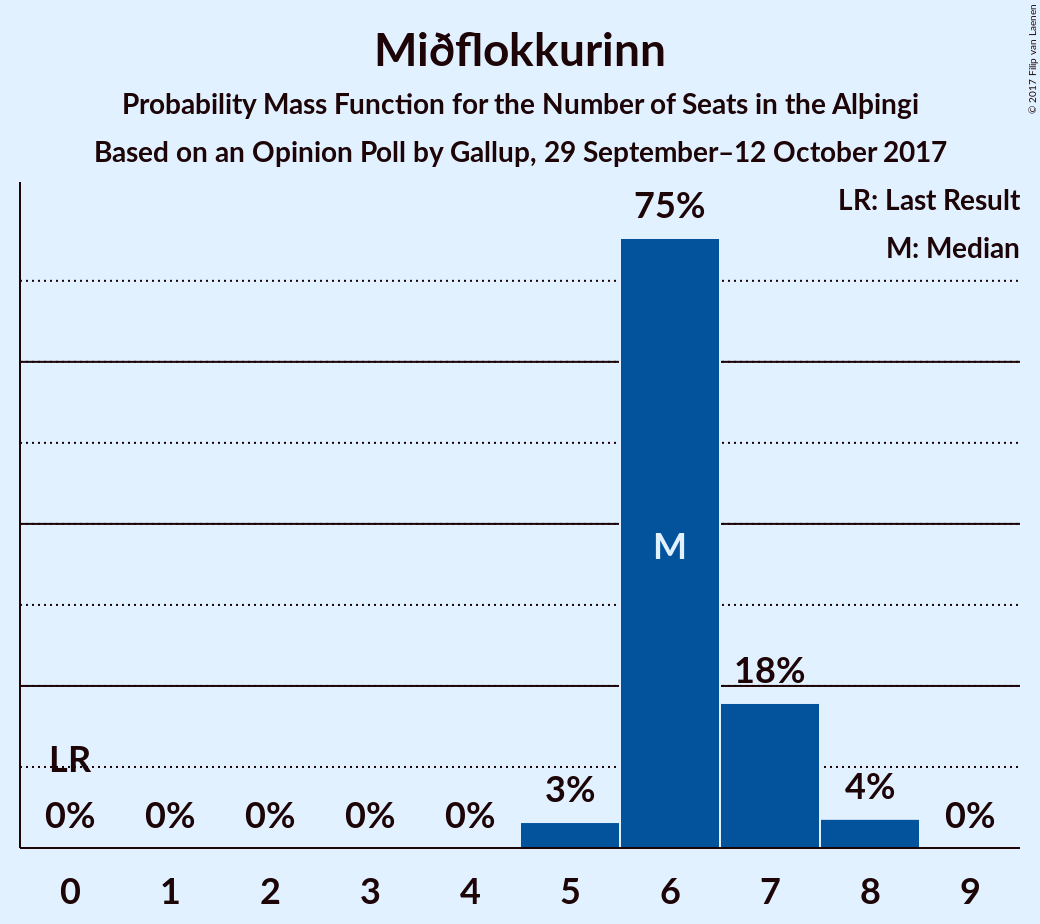 Miðflokkurinn
Probability Mass Function for the Number of Seats in the Alþingi
Based on an Opinion Poll by Gallup, 29 September–12 October 2017
© 2017 Filip van Laenen
LR: Last Result
M: Median
75%
M
18%
LR
3%
4%
0% 0% 0% 0% 0% 0%
0 1 2 3 4 5 6 7 8 9